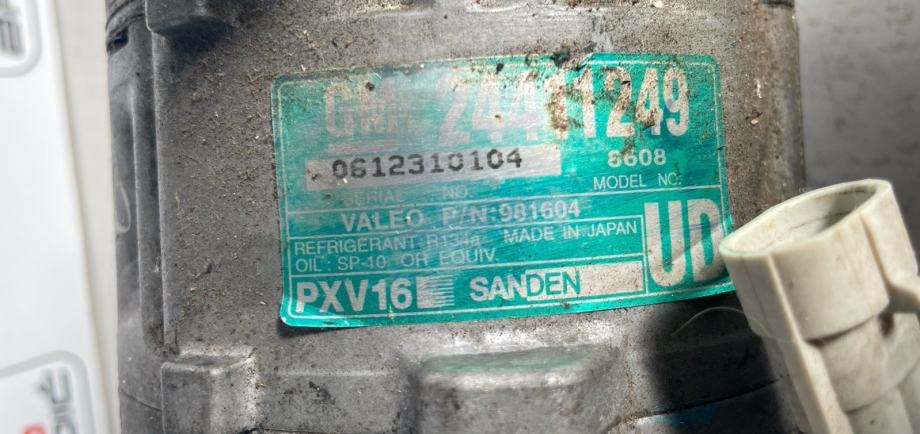 GM 24411249
0612310104 8608
SERIAL NO. MODEL NO.
VALEO P/N:981604
REFRIGERANT R134a MADE IN JAPAN
OIL : SP-10 OR EQUIV.
UD
PXV16 SANDEN